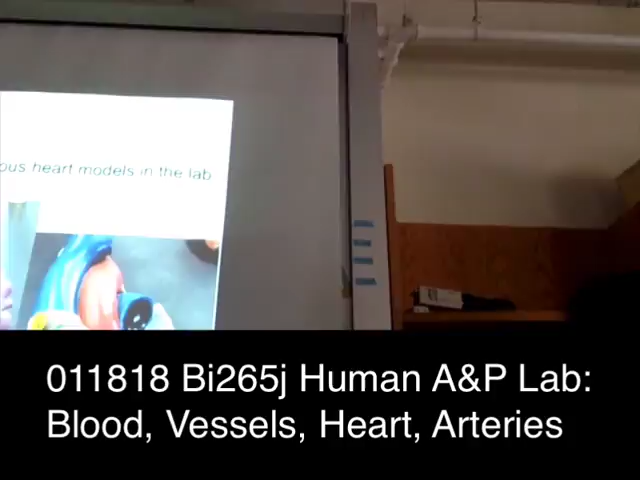 ous heart models in the lab
011818 Bi265j Human A&P Lab:
Blood, Vessels, Heart, Arteries